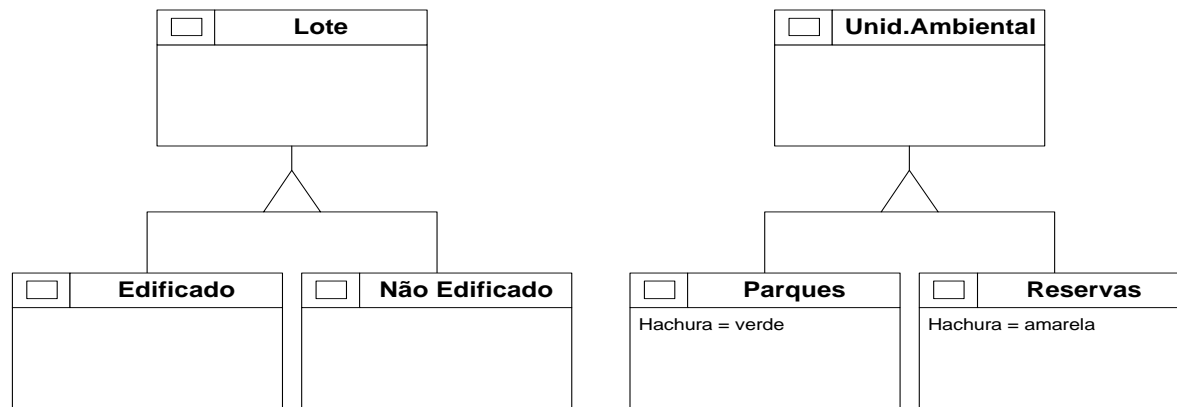 Lote
Unid.Ambiental
Edificado
Não Edificado
Parques
Reservas
Hachura = verde
Hachura = amarela